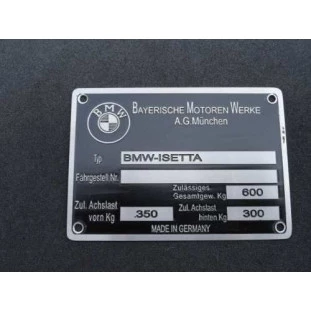 BMW
BAYERISCHE MOTOREN WERKE
A.G. München
Typ BMW-ISETTA
Fahrgestell Nr.
Zulässiges
Gesamtgew. Kg 600
Zul. Achslast
vorn Kg .350
Zul. Achslast
hinten Kg 300
MADE IN GERMANY